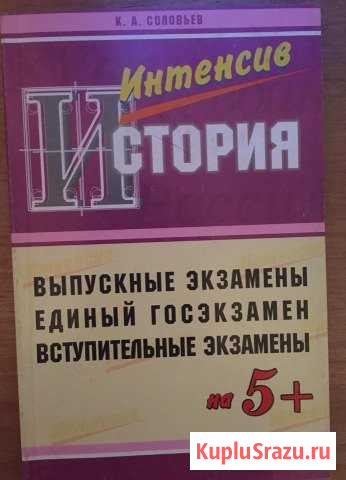 К. А. СОЛОВЬЕВ
Интенсив
ИСТОРИЯ
ВЫПУСКНЫЕ ЭКЗАМЕНЫ
ЕДИНЫЙ ГОСЭКЗАМЕН
ВСТУПИТЕЛЬНЫЕ ЭКЗАМЕНЫ
на 5+
KupluSrazu.ru